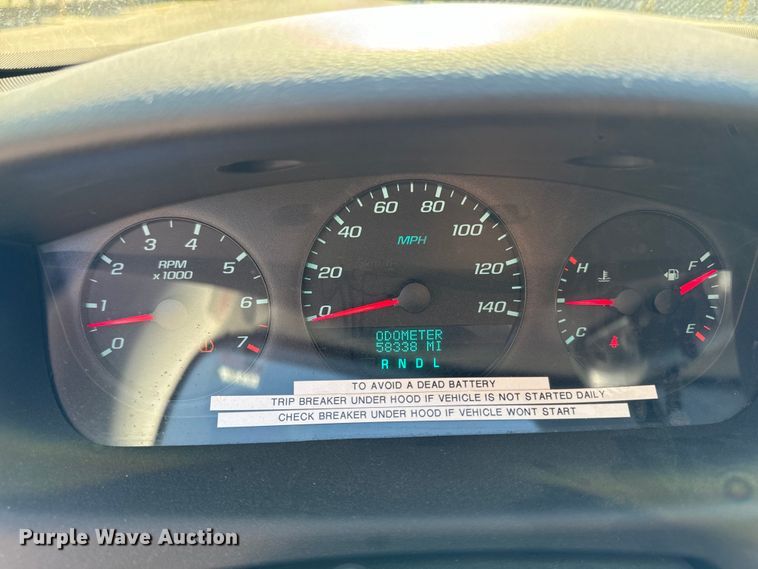 0 1 2 3 4 5 6 7
RPM
x 1000
0 20 40 60 80 100 120 140
MPH
ODOMETER
58338 MI
R N D L
H
C
F
E
TO AVOID A DEAD BATTERY
TRIP BREAKER UNDER HOOD IF VEHICLE IS NOT STARTED DAILY
CHECK BREAKER UNDER HOOD IF VEHICLE WONT START
Purple Wave Auction